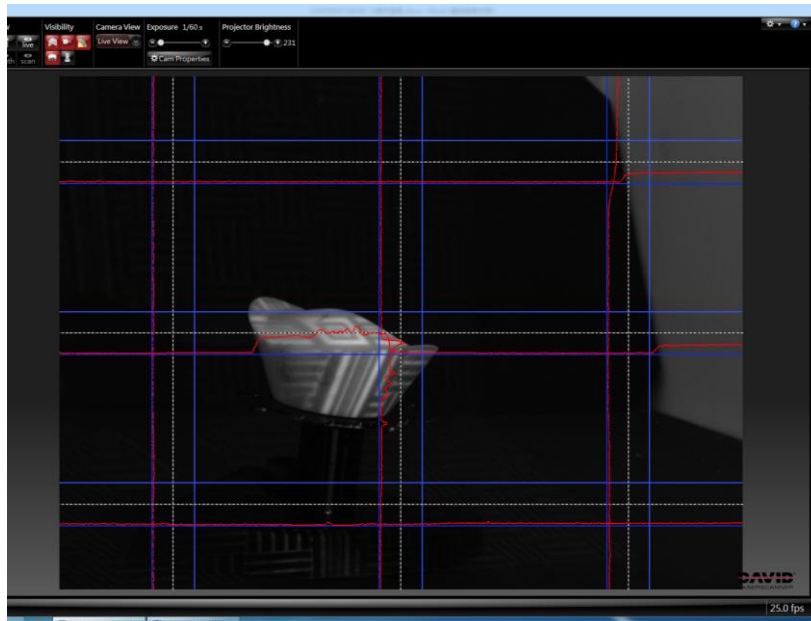 Visibility
Camera View
Exposure 1/60 s
Projector Brightness
live
Live View
231
scan
Cam Properties
DAVID
25.0 fps